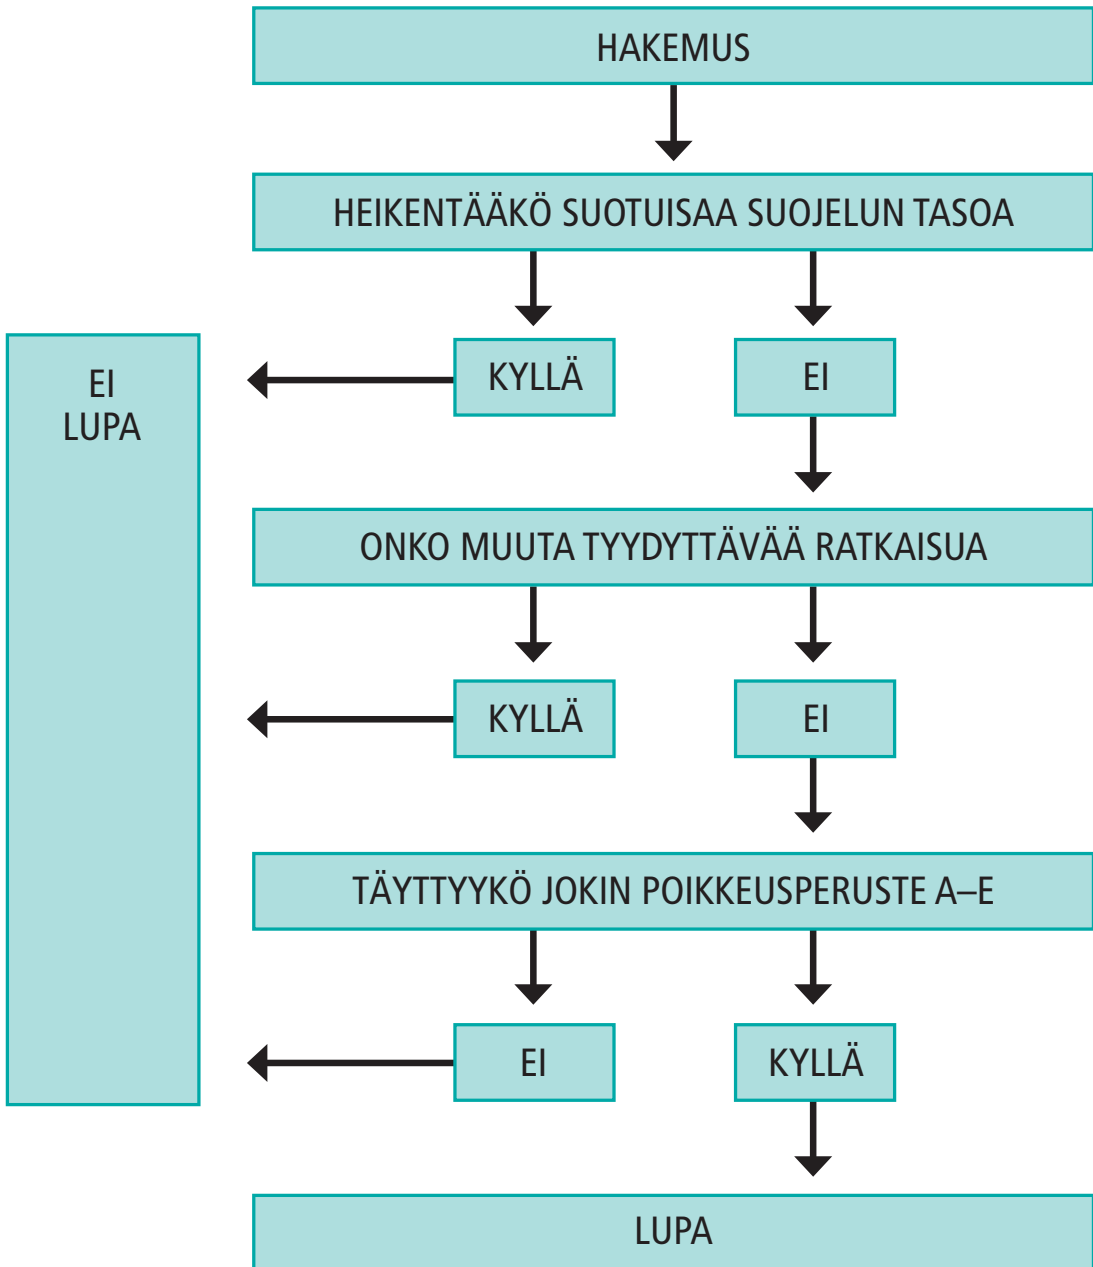 HAKEMUS
HEIKENTÄÄKÖ SUOTUISAA SUOJELUN TASOA
EI
LUPA
KYLLÄ
EI
ONKO MUUTA TYYDYTTÄVÄÄ RATKAISUA
KYLLÄ
EI
TÄYTTYYKÖ JOKIN POIKKEUSPERUSTE A–E
EI
KYLLÄ
LUPA